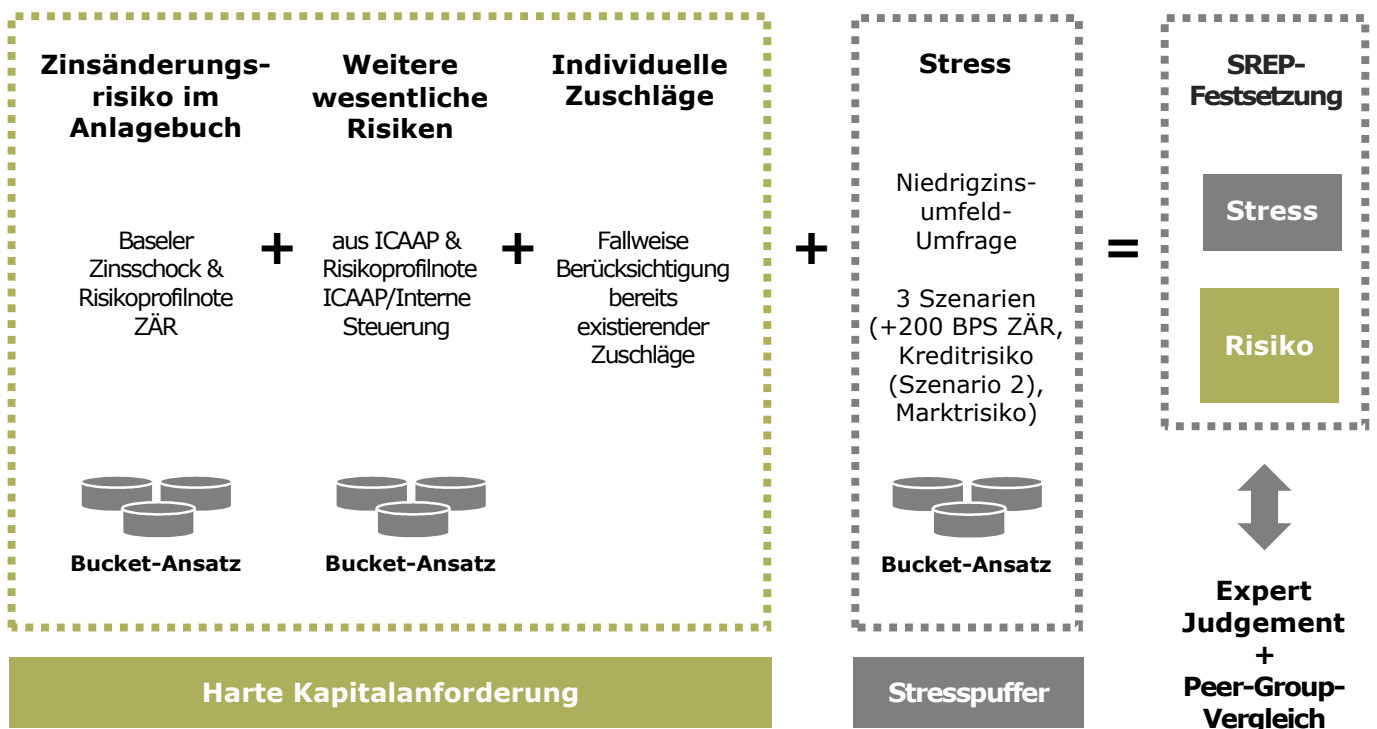 Zinsänderungs-
risiko im
Anlagebuch
Baseler
Zinsschock &
Risikoprofilnote
ZÄR
Bucket-Ansatz
+
Weitere
wesentliche
Risiken
aus ICAAP &
Risikoprofilnote
ICAAP/Interne
Steuerung
Bucket-Ansatz
+
Individuelle
Zuschläge
Fallweise
Berücksichtigung
bereits
existierender
Zuschläge
Harte Kapitalanforderung
+
Stress
Niedrigzins-
umfeld-
Umfrage
3 Szenarien
(+200 BPS ZÄR,
Kreditrisiko
(Szenario 2),
Marktrisiko)
Bucket-Ansatz
Stresspuffer
=
SREP-
Festsetzung
Stress
Risiko
Expert
Judgement
+
Peer-Group-
Vergleich